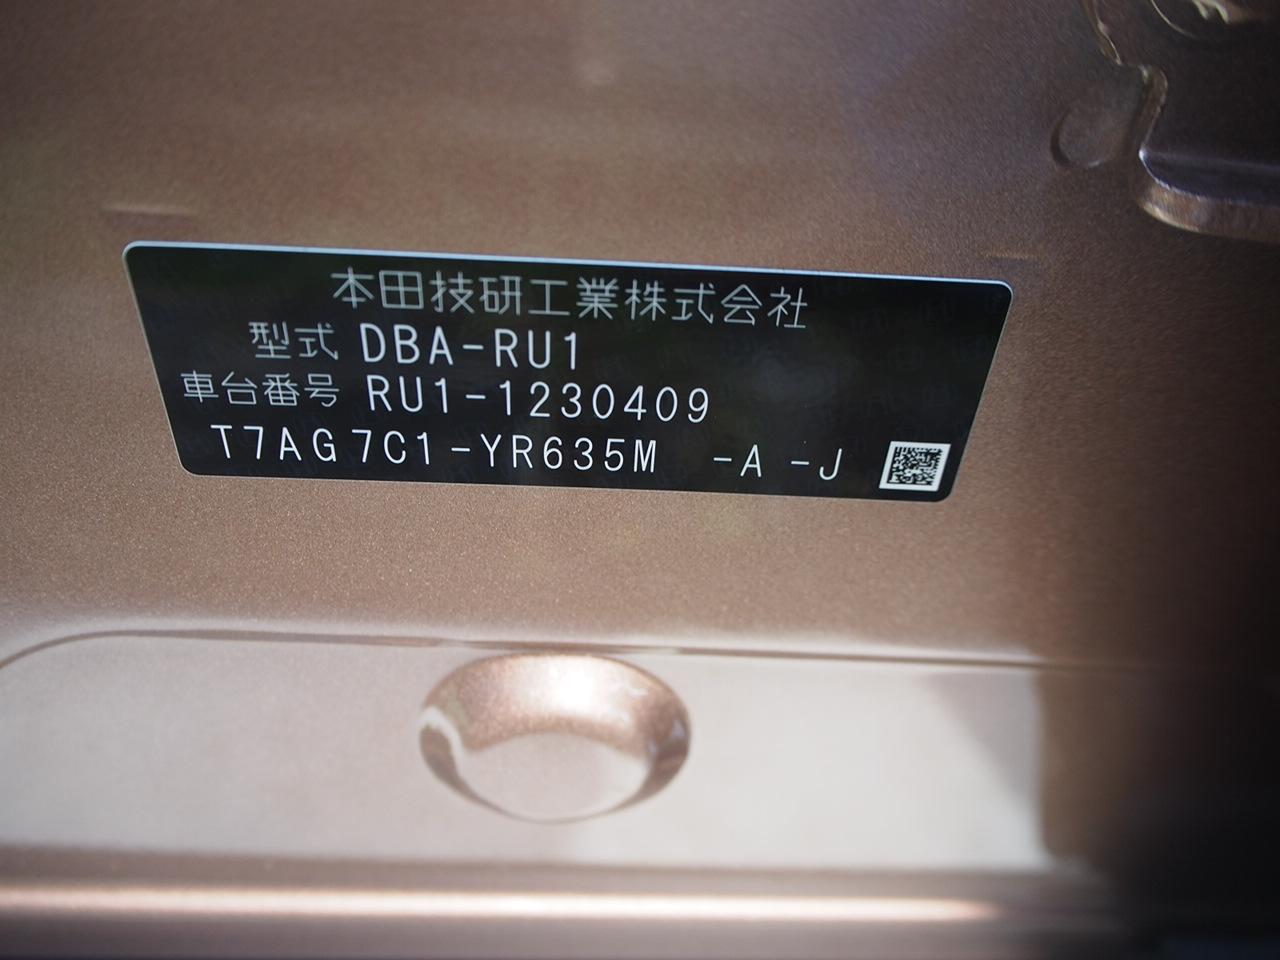 本田技研工業株式会社
型式 DBA-RU1
車台番号 RU1-1230409
T7AG7C1-YR635M -A -J